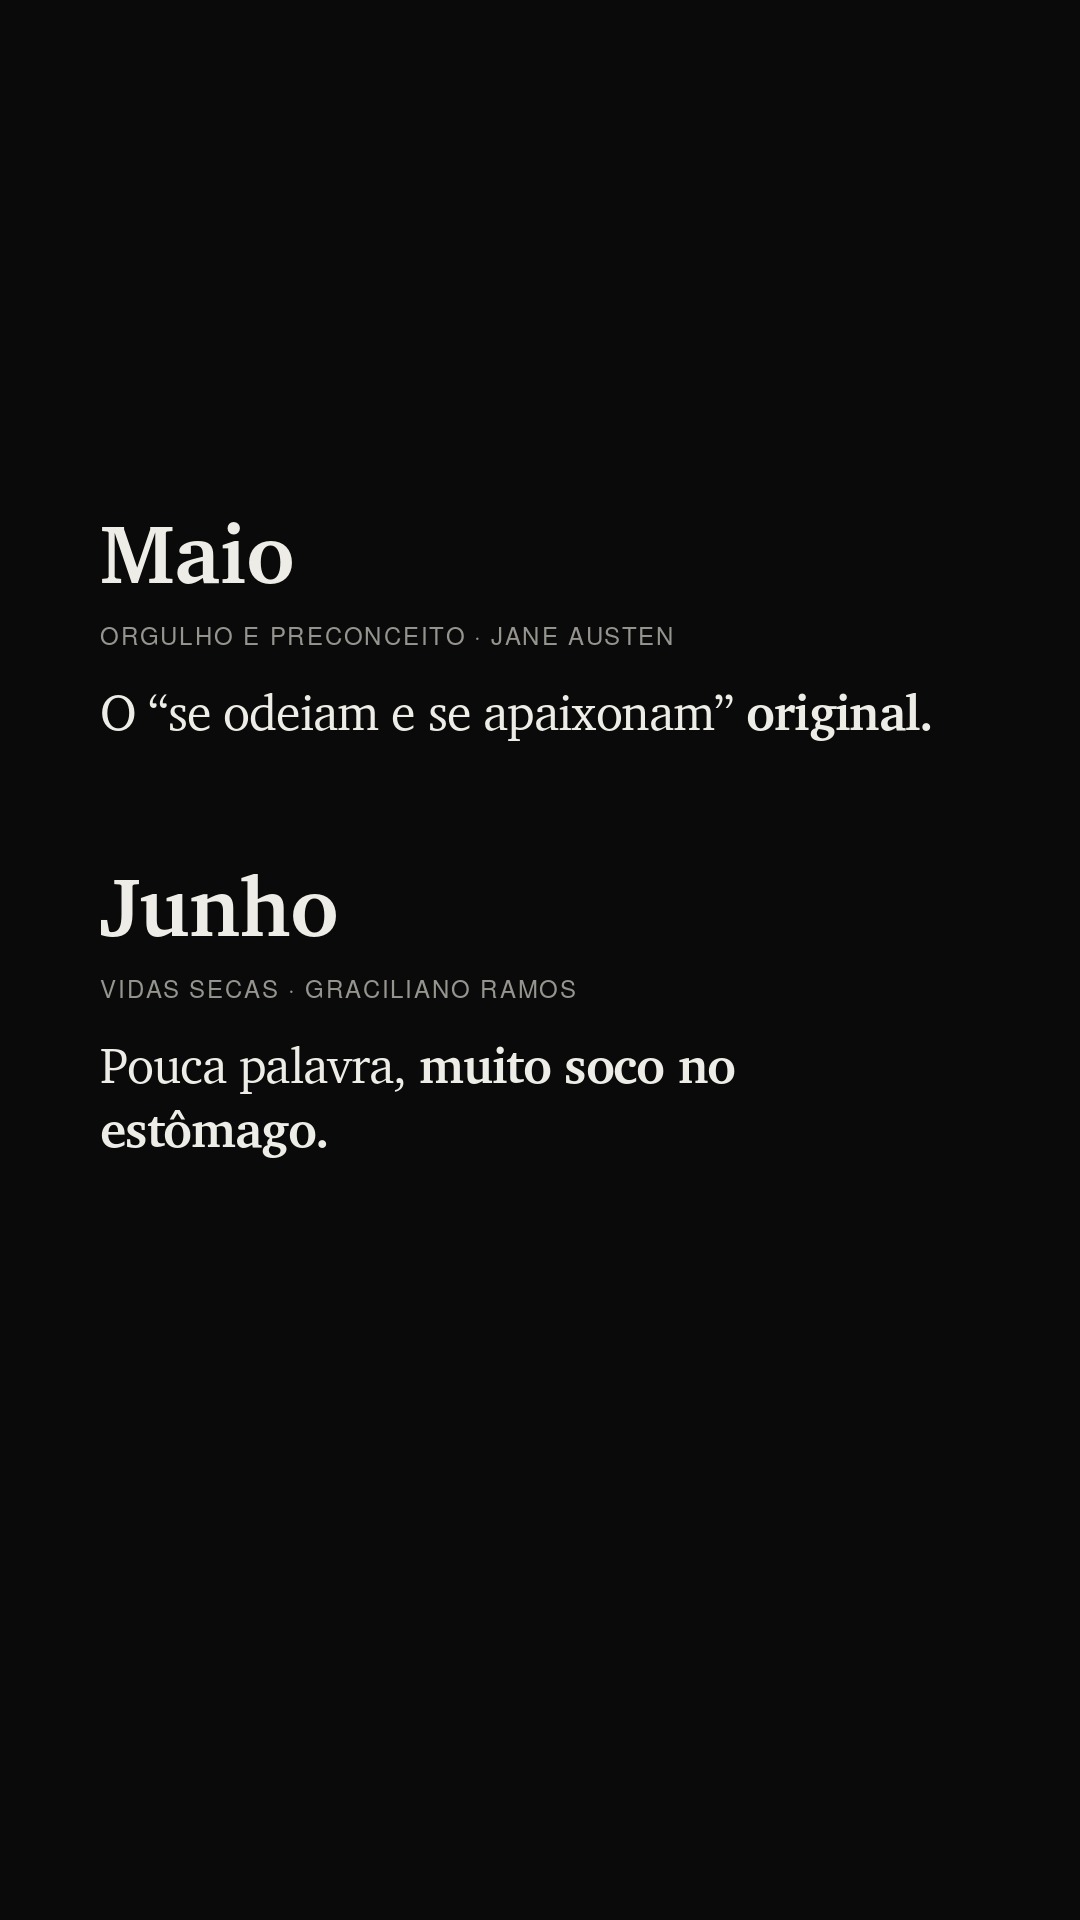 Maio
ORGULHO E PRECONCEITO · JANE AUSTEN
O “se odeiam e se apaixonam” original.
Junho
VIDAS SECAS · GRACILIANO RAMOS
Pouca palavra, muito soco no
estômago.